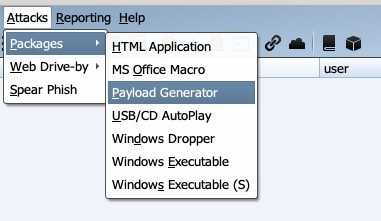 Attacks Reporting Help
Packages
Web Drive-by
Spear Phish
HTML Application
MS Office Macro
Payload Generator
USB/CD AutoPlay
Windows Dropper
Windows Executable
Windows Executable (S)
user